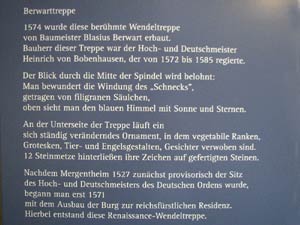 Berwarttreppe
1574 wurde diese berühmte Wendeltreppe
von Baumeister Blasius Berwart erbaut.
Bauherr dieser Treppe war der Hoch- und Deutschmeister
Heinrich von Bobenhausen, der von 1572 bis 1585 regierte.
Der Blick durch die Mitte der Spindel wird belohnt:
Man bewundert die Windung des „Schnecks",
getragen von filigranen Säulchen,
oben sieht man den blauen Himmel mit Sonne und Sternen.
An der Unterseite der Treppe läuft ein
sich ständig veränderndes Ornament, in dem vegetabile Ranken,
Grotesken, Tier- und Engelsgestalten, Gesichter verwoben sind.
12 Steinmetze hinterließen ihre Zeichen auf gefertigten Steinen.
Nachdem Mergentheim 1527 zunächst provisorisch der Sitz
des Hoch- und Deutschmeisters des Deutschen Ordens wurde,
begann man erst 1571
mit dem Ausbau der Burg zur reichsfürstlichen Residenz.
Hierbei entstand diese Renaissance-Wendeltreppe.